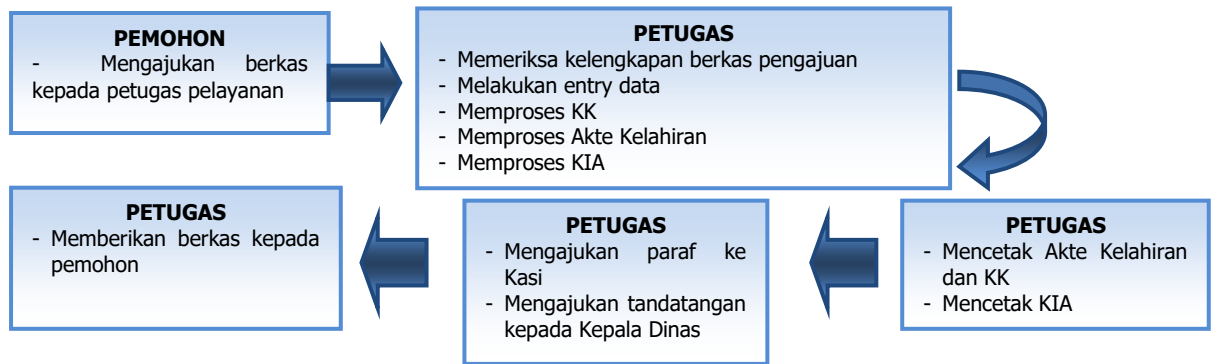 PEMOHON
- Mengajukan berkas
kepada petugas pelayanan
PETUGAS
- Memeriksa kelengkapan berkas pengajuan
- Melakukan entry data
- Memproses KK
- Memproses Akte Kelahiran
- Memproses KIA
PETUGAS
- Mencetak Akte Kelahiran
dan KK
- Mencetak KIA
PETUGAS
- Mengajukan paraf ke
Kasi
- Mengajukan tandatangan
kepada Kepala Dinas
PETUGAS
- Memberikan berkas kepada
pemohon